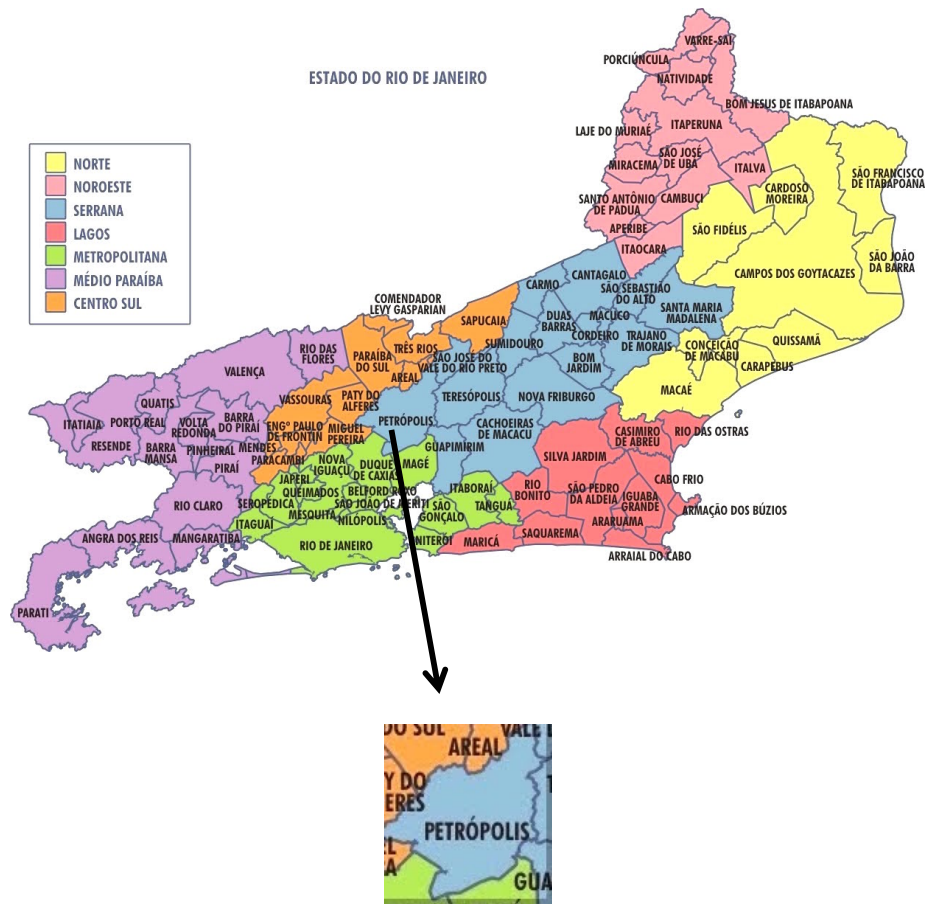 ESTADO DO RIO DE JANEIRO
NORTE
NOROESTE
SERRANA
LAGOS
METROPOLITANA
MÉDIO PARAÍBA
CENTRO SUL
VARRE-SAI
PORCIÚNCULA
NATIVIDADE
BOM JESUS DE ITABAPOANA
ITAPERUNA
LAJE DO MURIAÉ
SÃO JOSÉ
DE UBA
MIRACEMA
ITALVA
SÃO FRANCISCO
DE ITABAPOANA
CARDOSO
MOREIRA
SANTO ANTÔNIO
DE PÁDUA
CAMBUCI
APERIBE
SÃO FIDÉLIS
ITAOCARA
SÃO JOÃO
DA BARRA
CAMPOS DOS GOYTACAZES
CANTAGALO
CARMO
SÃO SEBASTIÃO
DO ALTO
COMENDADOR
LEVY GASPARIAN
SANTA MARIA
MADALENA
SAPUCAIA
DUAS
BARRAS
MACUCO
CORDEIRO
TRAJANO
DE MORAIS
QUISSAMÃ
CONCEIÇÃO
DE MACABU
CARAPEBUS
RIO DAS
FLORES
TRÊS RIOS
SUMIDOURO
PARAÍBA
DO SUL
SÃO JOSÉ DO
VALE DO RIO PRETO
BOM
JARDIM
VALENÇA
AREAL
MACAÉ
VASSOURAS
PATY DO
ALFERES
TERESÓPOLIS
NOVA FRIBURGO
QUATIS
ITATIAIA
PORTO REAL
VOLTA
REDONDA
BARRA
DO PIRAÍ
ENGº PAULO
DE FRONTIN
MIGUEL
PEREIRA
PETRÓPOLIS
CACHOEIRAS
DE MACACU
CASIMIRO
DE ABREU
RIO DAS OSTRAS
RESENDE
BARRA
MANSA
PINHEIRAL
MENDES
GUAPIMIRIM
PIRAÍ
PARACAMBI
NOVA
IGUAÇU
DUQUE
DE CAXIAS
MAGÉ
SILVA JARDIM
JAPERI
QUEIMADOS
BELFORD ROXO
ITABORAÍ
RIO
BONITO
SÃO PEDRO
DA ALDEIA
CABO FRIO
RIO CLARO
SEROPÉDICA
SÃO
GONÇALO
TANGUA
IGUABA
GRANDE
ARMAÇÃO DOS BÚZIOS
MESQUITA
NILÓPOLIS
ITAGUAÍ
ARARUAMA
ANGRA DOS REIS
MANGARATIBA
RIO DE JANEIRO
NITERÓI
MARICÁ
SAQUAREMA
ARRAIAL DO CABO
PARATI
DO SUL
AREAL
PETRÓPOLIS
GUA